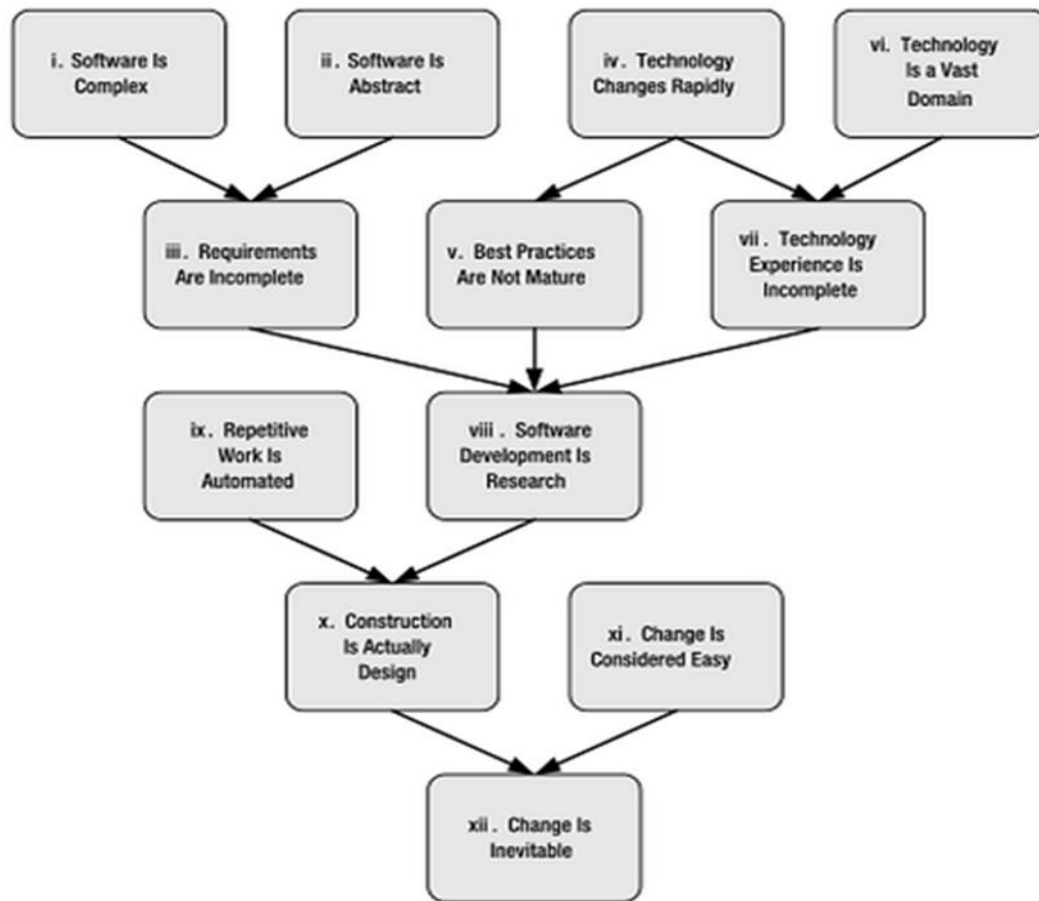 i. Software Is
Complex
ii. Software Is
Abstract
iv. Technology
Changes Rapidly
vi. Technology
Is a Vast
Domain
iii. Requirements
Are Incomplete
v. Best Practices
Are Not Mature
vii. Technology
Experience Is
Incomplete
ix. Repetitive
Work Is
Automated
viii. Software
Development Is
Research
x. Construction
Is Actually
Design
xi. Change Is
Considered Easy
xii. Change Is
Inevitable